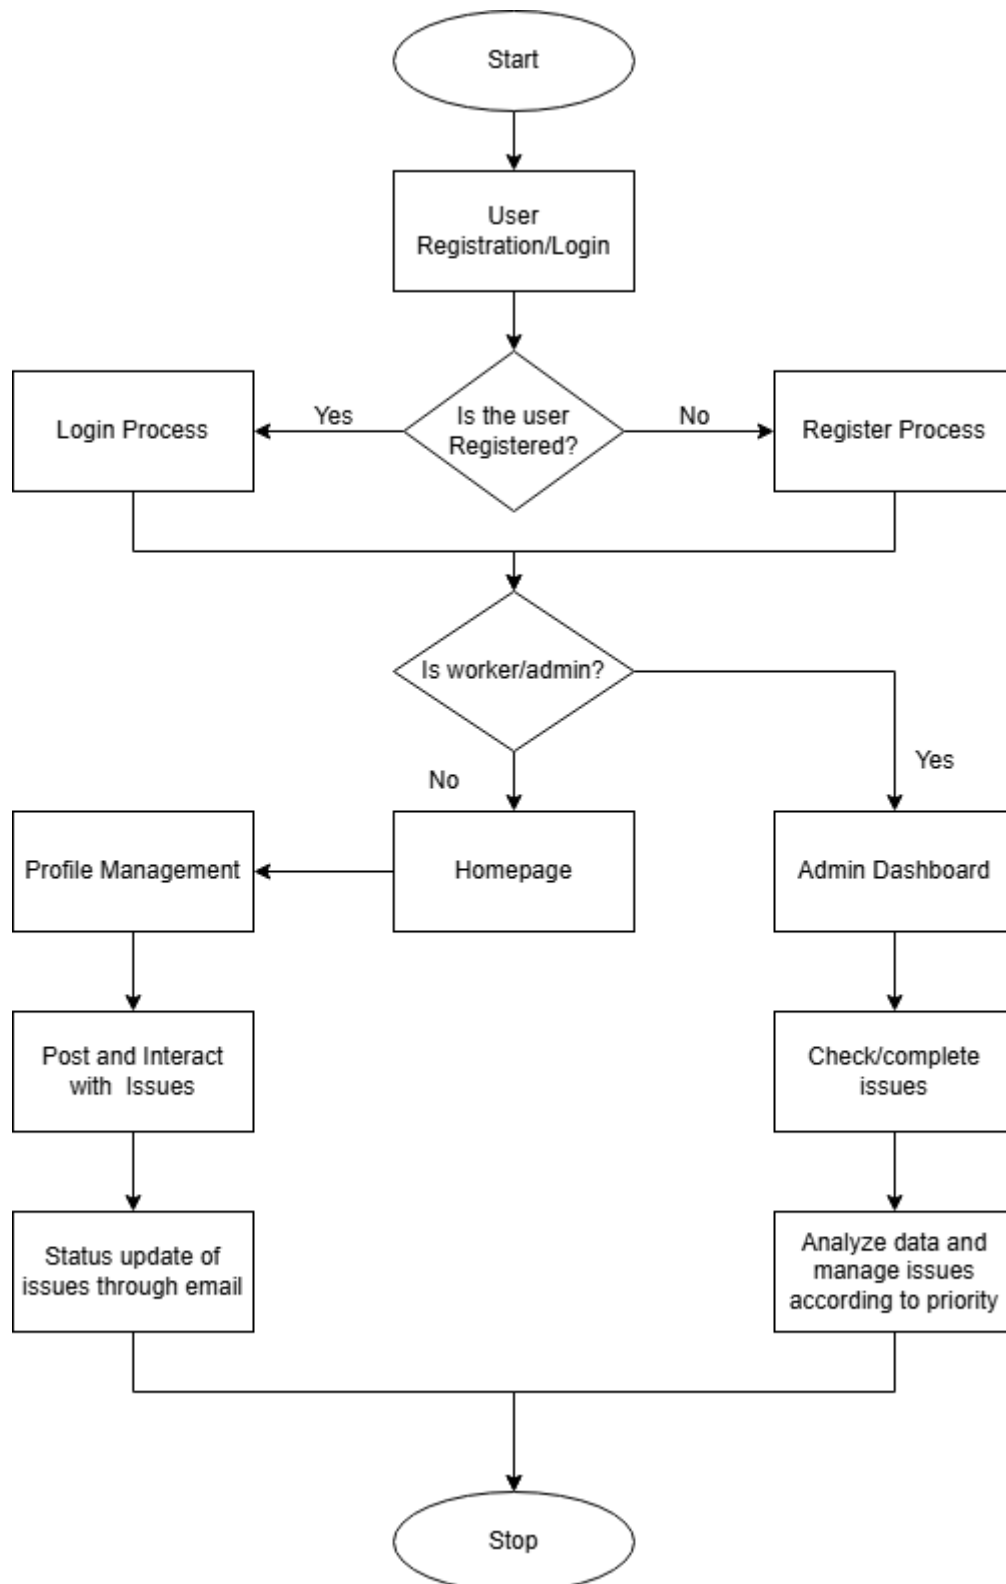 Start
User
Registration/Login
Login Process
Yes
Is the user
Registered?
No
Register Process
Is worker/admin?
No
Yes
Profile Management
Homepage
Admin Dashboard
Post and Interact
with Issues
Check/complete
issues
Status update of
issues through email
Analyze data and
manage issues
according to priority
Stop